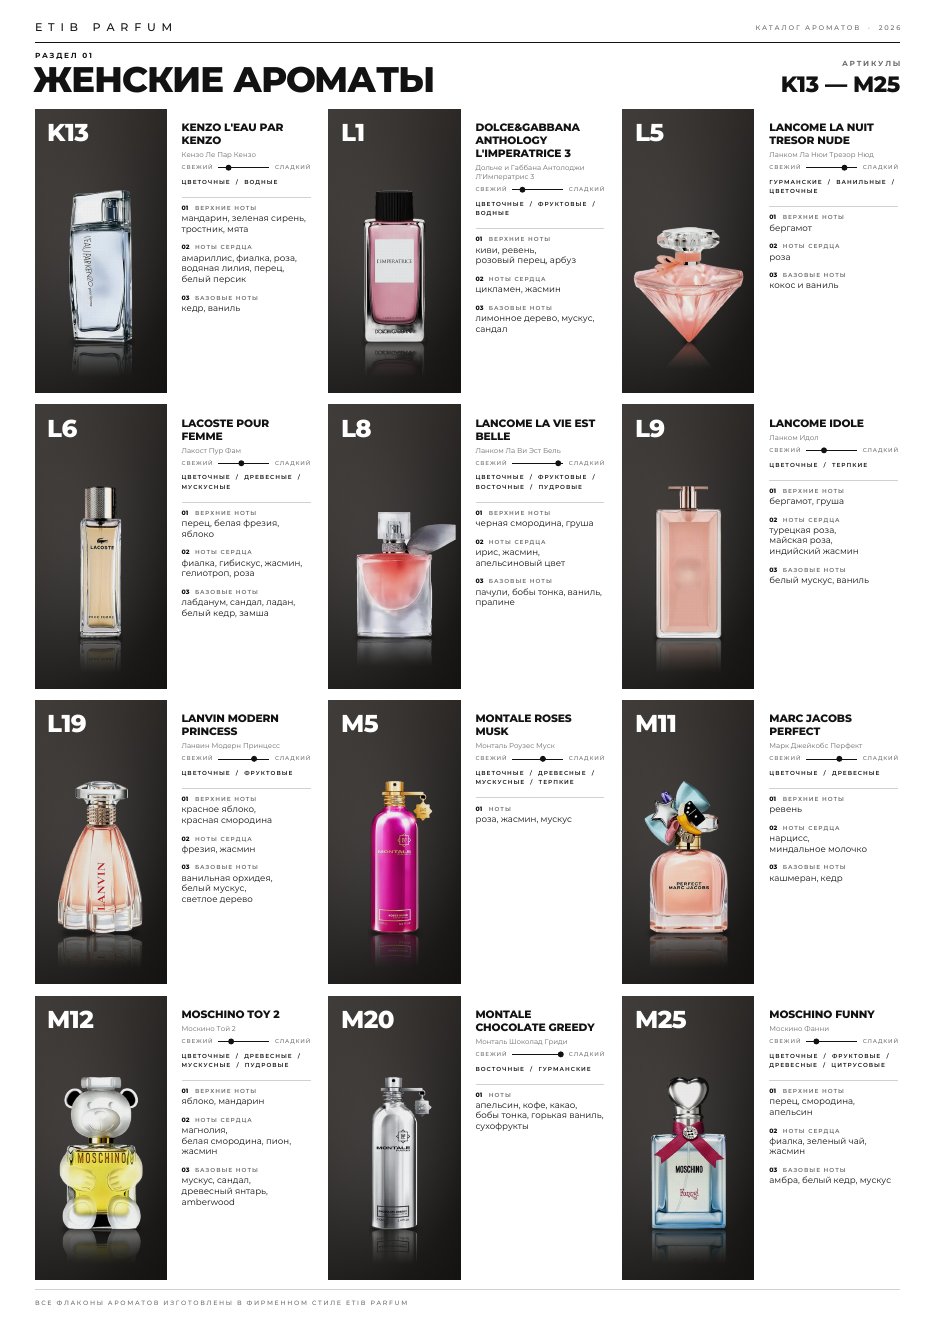 ETIB PARFUM
КАТАЛОГ АРОМАТОВ · 2026
РАЗДЕЛ 01
ЖЕНСКИЕ АРОМАТЫ
АРТИКУЛЫ
K13 — M25
K13
KENZO L'EAU PAR
KENZO
Кензо Ле Пар Кензо
СВЕЖИЙ СЛАДКИЙ
ЦВЕТОЧНЫЕ / ВОДНЫЕ
01 ВЕРХНИЕ НОТЫ
мандарин, зеленая сирень,
тростник, мята
02 НОТЫ СЕРДЦА
амариллис, фиалка, роза,
водяная лилия, перец,
белый персик
03 БАЗОВЫЕ НОТЫ
кедр, ваниль
L1
L'IMPERATRICE
DOLCE&GABBANA
ANTHOLOGY
L'IMPERATRICE 3
Дольче и Габбана Антолоджи
Л'Императрис 3
СВЕЖИЙ СЛАДКИЙ
ЦВЕТОЧНЫЕ / ФРУКТОВЫЕ /
ВОДНЫЕ
01 ВЕРХНИЕ НОТЫ
киви, ревень,
розовый перец, арбуз
02 НОТЫ СЕРДЦА
цикламен, жасмин
03 БАЗОВЫЕ НОТЫ
лимонное дерево, мускус,
сандал
L5
LANCOME LA NUIT
TRESOR NUDE
Ланком Ла Нюи Трезор Нюд
СВЕЖИЙ СЛАДКИЙ
ГУРМАНСКИЕ / ВАНИЛЬНЫЕ /
ЦВЕТОЧНЫЕ
01 ВЕРХНИЕ НОТЫ
бергамот
02 НОТЫ СЕРДЦА
роза
03 БАЗОВЫЕ НОТЫ
кокос и ваниль
L6
LACOSTE
LACOSTE POUR
FEMME
Лакост Пур Фам
СВЕЖИЙ СЛАДКИЙ
ЦВЕТОЧНЫЕ / ДРЕВЕСНЫЕ /
МУСКУСНЫЕ
01 ВЕРХНИЕ НОТЫ
перец, белая фрезия,
яблоко
02 НОТЫ СЕРДЦА
фиалка, гибискус, жасмин,
гелиотроп, роза
03 БАЗОВЫЕ НОТЫ
лабданум, сандал, ладан,
белый кедр, замша
L8
LANCOME LA VIE EST
BELLE
Ланком Ла Ви Эст Бель
СВЕЖИЙ СЛАДКИЙ
ЦВЕТОЧНЫЕ / ФРУКТОВЫЕ /
ВОСТОЧНЫЕ / ПУДРОВЫЕ
01 ВЕРХНИЕ НОТЫ
черная смородина, груша
02 НОТЫ СЕРДЦА
ирис, жасмин,
апельсиновый цвет
03 БАЗОВЫЕ НОТЫ
пачули, бобы тонка, ваниль,
пралине
L9
LANCOME IDOLE
Ланком Идол
СВЕЖИЙ СЛАДКИЙ
ЦВЕТОЧНЫЕ / ТЕРПКИЕ
01 ВЕРХНИЕ НОТЫ
бергамот, груша
02 НОТЫ СЕРДЦА
турецкая роза,
майская роза,
индийский жасмин
03 БАЗОВЫЕ НОТЫ
белый мускус, ваниль
L19
LANVIN
LANVIN MODERN
PRINCESS
Ланвин Модерн Принцесс
СВЕЖИЙ СЛАДКИЙ
ЦВЕТОЧНЫЕ / ФРУКТОВЫЕ
01 ВЕРХНИЕ НОТЫ
красное яблоко,
красная смородина
02 НОТЫ СЕРДЦА
фрезия, жасмин
03 БАЗОВЫЕ НОТЫ
ванильная орхидея,
белый мускус,
светлое дерево
M5
MONTALE
MONTALE ROSES
MUSK
Монталь Роузес Муск
СВЕЖИЙ СЛАДКИЙ
ЦВЕТОЧНЫЕ / ДРЕВЕСНЫЕ /
МУСКУСНЫЕ / ТЕРПКИЕ
01 НОТЫ
роза, жасмин, мускус
M11
PERFECT
MARC JACOBS
MARC JACOBS
PERFECT
Марк Джейкобс Перфект
СВЕЖИЙ СЛАДКИЙ
ЦВЕТОЧНЫЕ / ДРЕВЕСНЫЕ
01 ВЕРХНИЕ НОТЫ
ревень
02 НОТЫ СЕРДЦА
нарцисс,
миндальное молочко
03 БАЗОВЫЕ НОТЫ
кашмеран, кедр
M12
MOSCHINO
MOSCHINO TOY 2
Москино Той 2
СВЕЖИЙ СЛАДКИЙ
ЦВЕТОЧНЫЕ / ДРЕВЕСНЫЕ /
МУСКУСНЫЕ / ПУДРОВЫЕ
01 ВЕРХНИЕ НОТЫ
яблоко, мандарин
02 НОТЫ СЕРДЦА
магнолия,
белая смородина, пион,
жасмин
03 БАЗОВЫЕ НОТЫ
мускус, сандал,
древесный янтарь,
amberwood
M20
MONTALE
MONTALE
CHOCOLATE GREEDY
Монталь Шоколад Гриди
СВЕЖИЙ СЛАДКИЙ
ВОСТОЧНЫЕ / ГУРМАНСКИЕ
01 НОТЫ
апельсин, кофе, какао,
бобы тонка, горькая ваниль,
сухофрукты
M25
MOSCHINO
Funny!
MOSCHINO FUNNY
Москино Фанни
СВЕЖИЙ СЛАДКИЙ
ЦВЕТОЧНЫЕ / ФРУКТОВЫЕ /
ДРЕВЕСНЫЕ / ЦИТРУСОВЫЕ
01 ВЕРХНИЕ НОТЫ
перец, смородина,
апельсин
02 НОТЫ СЕРДЦА
фиалка, зеленый чай,
жасмин
03 БАЗОВЫЕ НОТЫ
амбра, белый кедр, мускус
ВСЕ ФЛАКОНЫ АРОМАТОВ ИЗГОТОВЛЕНЫ В ФИРМЕННОМ СТИЛЕ ETIB PARFUM